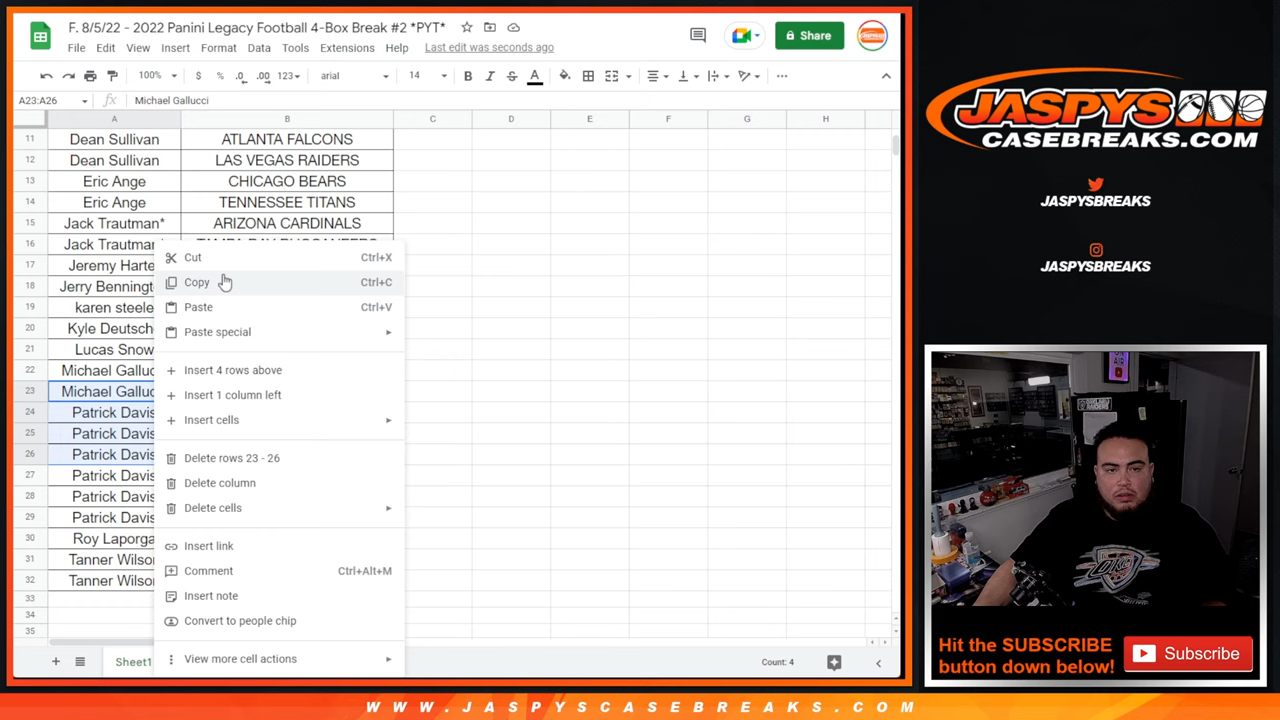 F. 8/5/22 - 2022 Panini Legacy Football 4-Box Break #2 *PYT*
File Edit View Insert Format Data Tools Extensions Help Last edit was seconds ago
Share
100% $ % .0 .00 123 arial 14 B I S A
A23:A26 fx Michael Gallucci
A B C D E F G H
11 Dean Sullivan ATLANTA FALCONS
12 Dean Sullivan LAS VEGAS RAIDERS
13 Eric Ange CHICAGO BEARS
14 Eric Ange TENNESSEE TITANS
15 Jack Trautman* ARIZONA CARDINALS
16 Jack Trautman TAMPA BAY BUCCANEERS
17 Jeremy Harte
18 Jerry Benning
19 karen steele
20 Kyle Deutsch
21 Lucas Snow
22 Michael Galluc
23 Michael Galluc
24 Patrick Davis
25 Patrick Davis
26 Patrick Davis
27 Patrick Davis
28 Patrick Davis
29 Patrick Davis
30 Roy Laporga
31 Tanner Wilso
32 Tanner Wilso
33
34
35
Cut Ctrl+X
Copy Ctrl+C
Paste Ctrl+V
Paste special
Insert 4 rows above
Insert 1 column left
Insert cells
Delete rows 23 - 26
Delete column
Delete cells
Insert link
Comment Ctrl+Alt+M
Insert note
Convert to people chip
View more cell actions
Sheet1
Count: 4
JASPYS
CASEBREAKS.COM
JASPYSBREAKS
JASPYSBREAKS
ON AIR
OKC
Hit the SUBSCRIBE
button down below!
Subscribe
WWW.JASPYSCASEBREAKS.COM